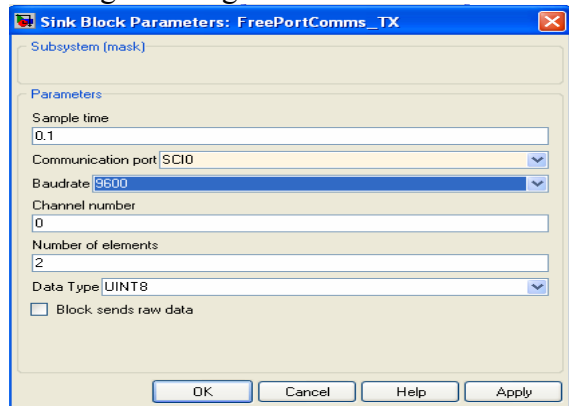 Sink Block Parameters: FreePortComms_TX
Subsystem (mask)
Parameters
Sample time
0.1
Communication port SCI0
Baudrate 9600
Channel number
0
Number of elements
2
Data Type UINT8
Block sends raw data
OK Cancel Help Apply